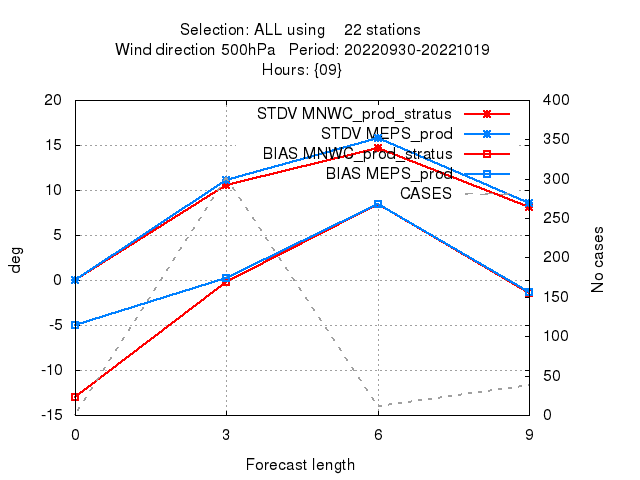 Selection: ALL using 22 stations
Wind direction 500hPa Period: 20220930-20221019
Hours: {09}
STDV MNWC_prod_stratus
STDV MEPS_prod
BIAS MNWC_prod_stratus
BIAS MEPS_prod
CASES
20
15
10
5
0
-5
-10
-15
deg
400
350
300
250
200
150
100
50
0
No cases
0 3 6 9
Forecast length